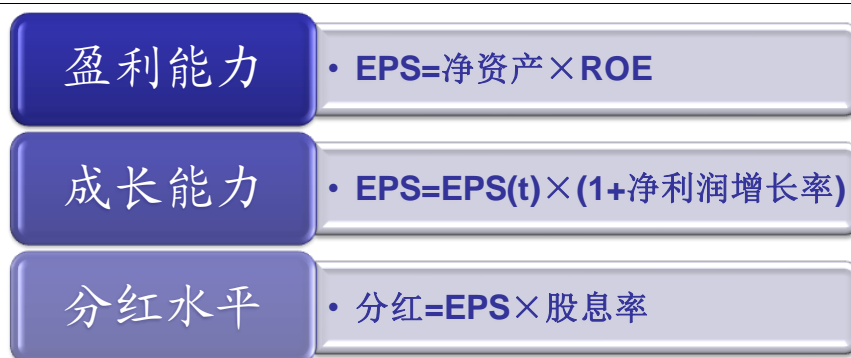 盈利能力
• EPS=净资产×ROE
成长能力
• EPS=EPS(t)×(1+净利润增长率)
分红水平
• 分红=EPS×股息率